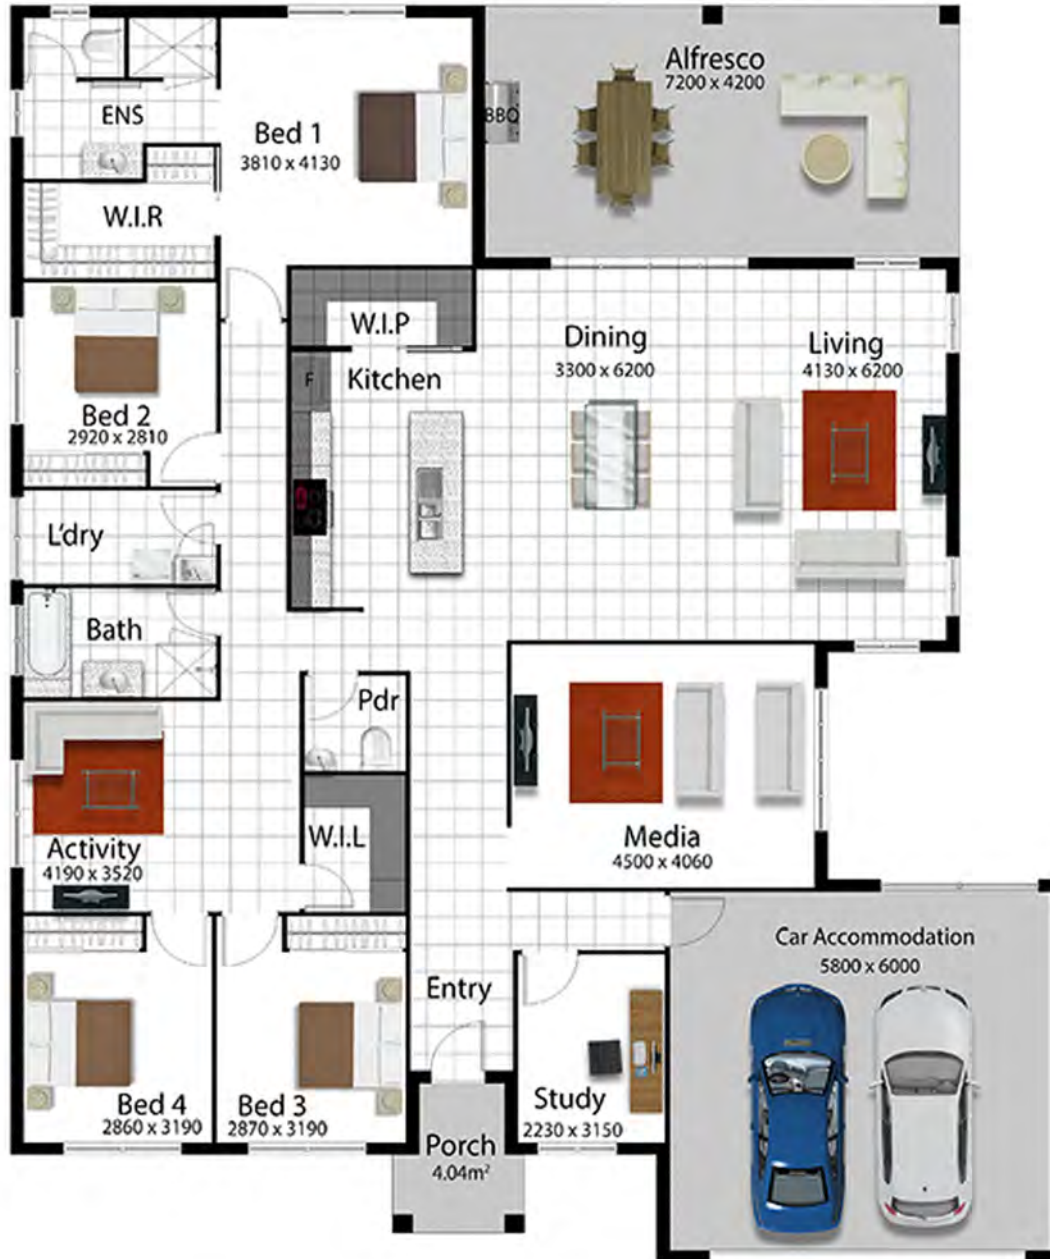 Alfresco
7200 x 4200
BBQ
ENS
Bed 1
3810 x 4130
W.I.R
W.I.P
Dining
3300 x 6200
Living
4130 x 6200
F
Kitchen
Bed 2
2920 x 2810
L'dry
Bath
Pdr
W.I.L
Media
4500 x 4060
Activity
4190 x 3520
Car Accommodation
5800 x 6000
Entry
Bed 4
2860 x 3190
Bed 3
2870 x 3190
Study
2230 x 3150
Porch
4.04m²